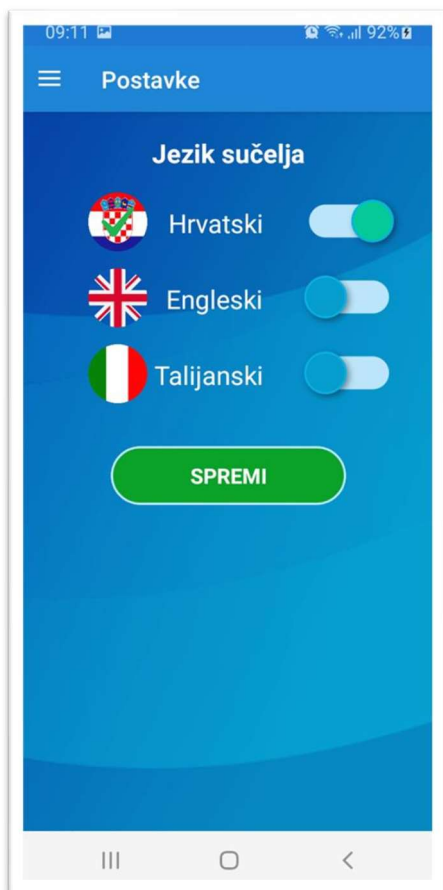 09:11 92%
Postavke
Jezik sučelja
Hrvatski
Engleski
Talijanski
SPREMI